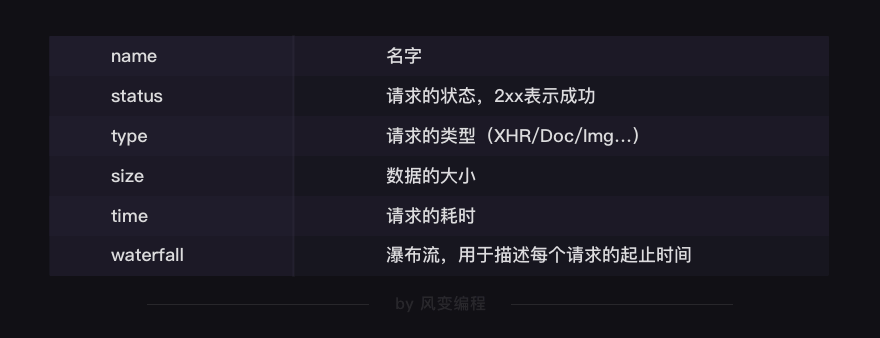 name 名字
status 请求的状态，2xx表示成功
type 请求的类型（XHR/Doc/Img...）
size 数据的大小
time 请求的耗时
waterfall 瀑布流，用于描述每个请求的起止时间
by 风变编程